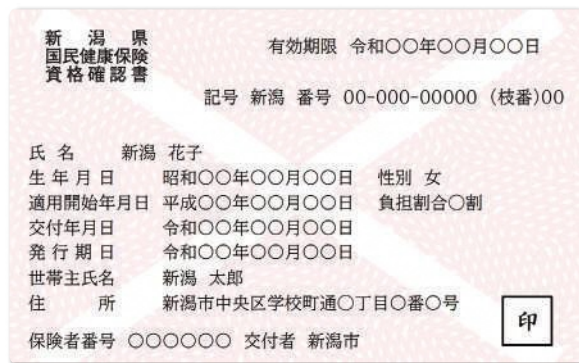 新潟県
国民健康保険
資格確認書
有効期限 令和〇〇年〇〇月〇〇日
記号 新潟 番号 00-000-00000 (枝番)00
氏名 新潟 花子
生年月日 昭和〇〇年〇〇月〇〇日 性別 女
適用開始年月日 平成〇〇年〇〇月〇〇日 負担割合〇割
交付年月日 令和〇〇年〇〇月〇〇日
発行期日 令和〇〇年〇〇月〇〇日
世帯主氏名 新潟 太郎
住所 新潟市中央区学校町通〇丁目〇番〇号
保険者番号 〇〇〇〇〇〇 交付者 新潟市
印